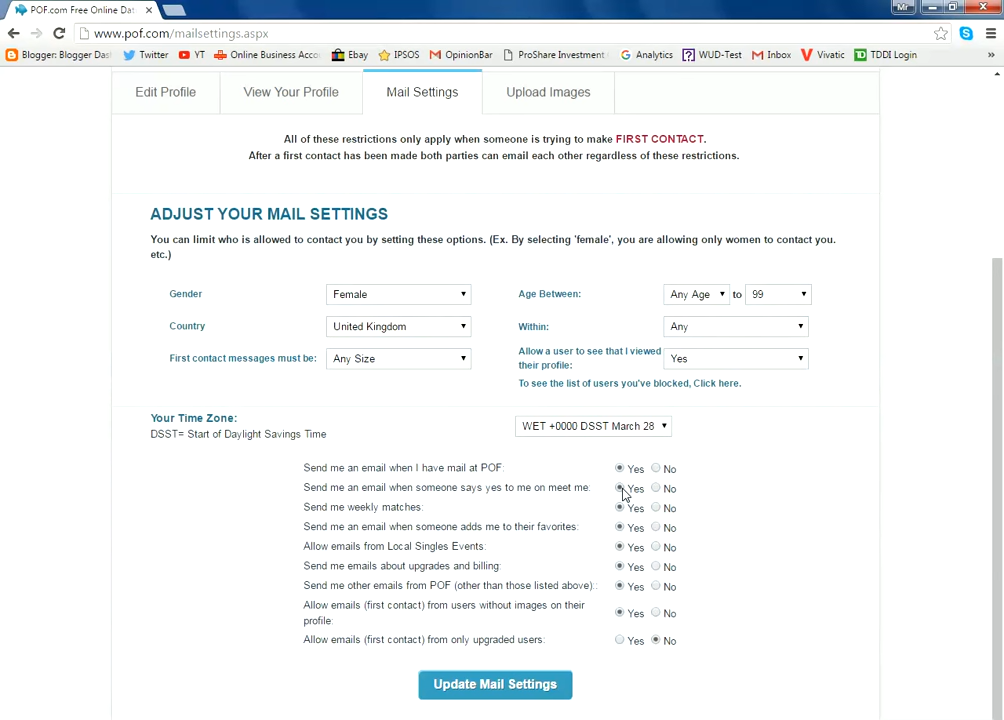 POF.com Free Online Dat
Mr
www.pof.com/mailsettings.aspx
Blogger: Blogger Das Twitter YT Online Business Acco Ebay IPSOS OpinionBar ProShare Investment G Analytics WUD-Test Inbox Vivatic TDDI Login »
Edit Profile View Your Profile Mail Settings Upload Images
All of these restrictions only apply when someone is trying to make FIRST CONTACT.
After a first contact has been made both parties can email each other regardless of these restrictions.
ADJUST YOUR MAIL SETTINGS
You can limit who is allowed to contact you by setting these options. (Ex. By selecting 'female', you are allowing only women to contact you.
etc.)
Gender Female Age Between: Any Age to 99
Country United Kingdom Within: Any
First contact messages must be: Any Size Allow a user to see that I viewed
their profile: Yes
To see the list of users you've blocked, Click here.
Your Time Zone:
DSST= Start of Daylight Savings Time WET +0000 DSST March 28
Send me an email when I have mail at POF: Yes No
Send me an email when someone says yes to me on meet me: Yes No
Send me weekly matches: Yes No
Send me an email when someone adds me to their favorites: Yes No
Allow emails from Local Singles Events: Yes No
Send me emails about upgrades and billing: Yes No
Send me other emails from POF (other than those listed above):: Yes No
Allow emails (first contact) from users without images on their
profile: Yes No
Allow emails (first contact) from only upgraded users: Yes No
Update Mail Settings